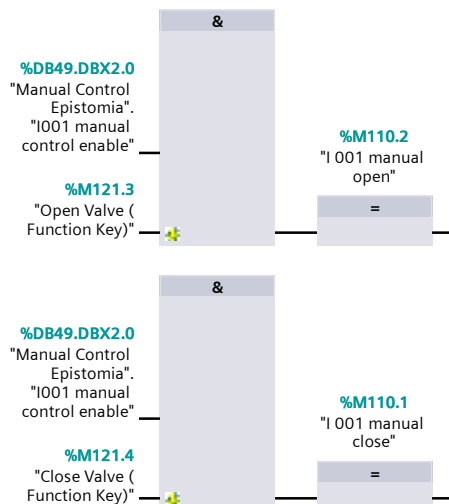 &
%DB49.DBX2.0
"Manual Control
Epistomia".
"I001 manual
control enable"
%M110.2
"I 001 manual
open"
%M121.3
"Open Valve (
Function Key)"
=
&
%DB49.DBX2.0
"Manual Control
Epistomia".
"I001 manual
control enable"
%M110.1
"I 001 manual
close"
%M121.4
"Close Valve (
Function Key)"
=